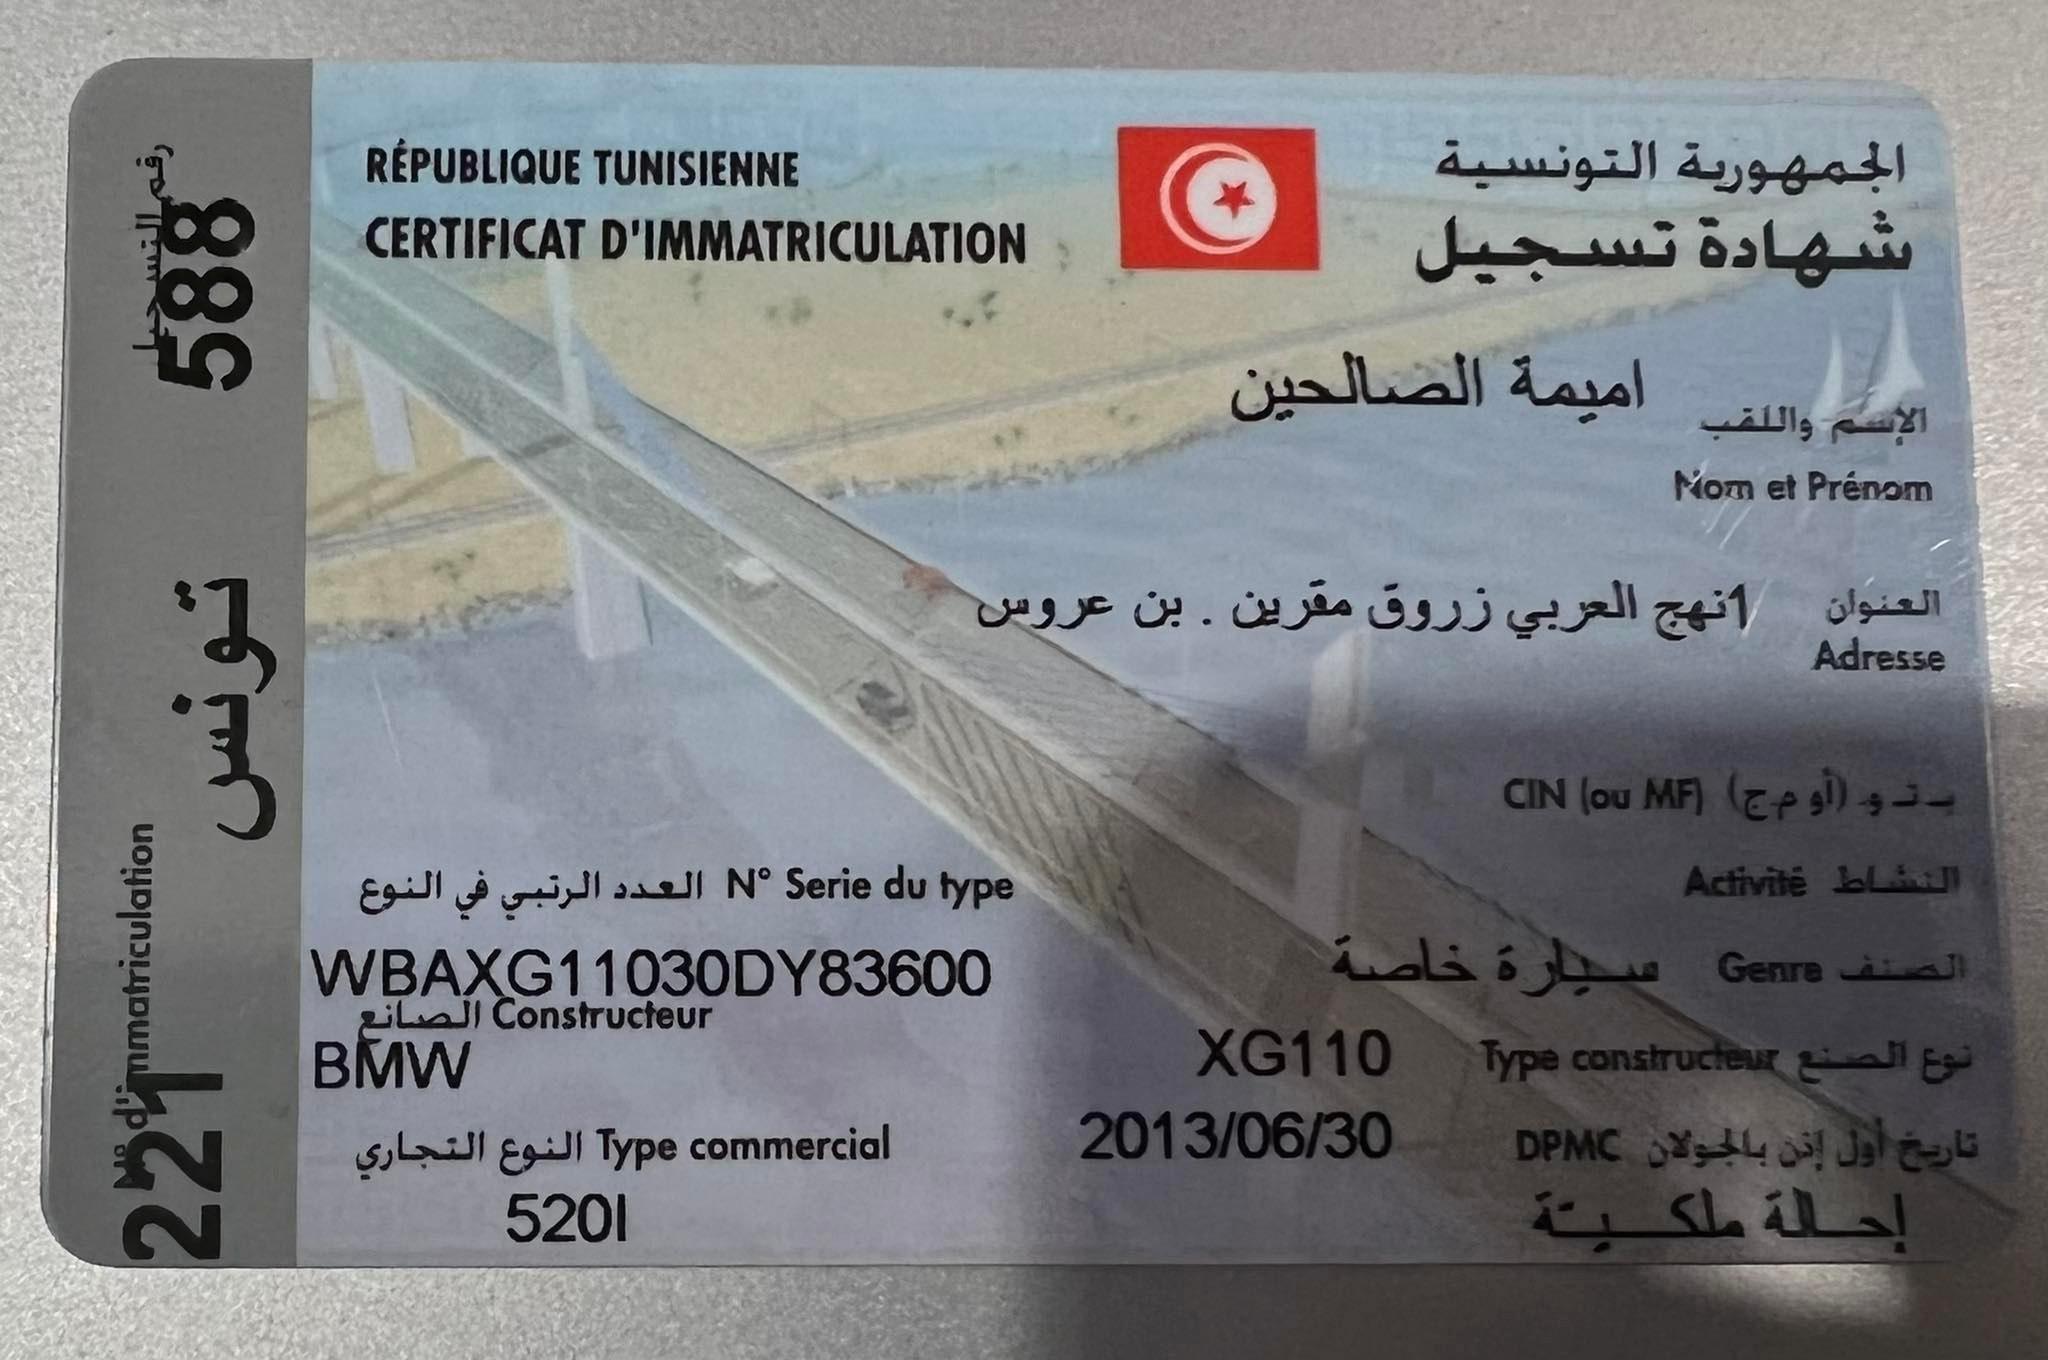 RÉPUBLIQUE TUNISIENNE
الجمهورية التونسية
CERTIFICAT D'IMMATRICULATION
شهادة تسجيل
رقم التسجيل
588
تونس
221
N° d'immatriculation
اميمة الصالحين
الإسم واللقب
Nom et Prénom
1نهج العربي زروق مقرين . بن عروس
العنوان
Adresse
CIN (ou MF) ب ت و (أو م.ج)
Activité النشاط
العدد الرتبي في النوع N° Serie du type
WBAXG11030DY83600
سيارة خاصة Genre الصنف
الصانع Constructeur
BMW
XG110 Type constructeur نوع الصنع
2013/06/30 DPMC تاريخ أول إذن بالجولان
النوع التجاري Type commercial
520I
إحالة ملكية